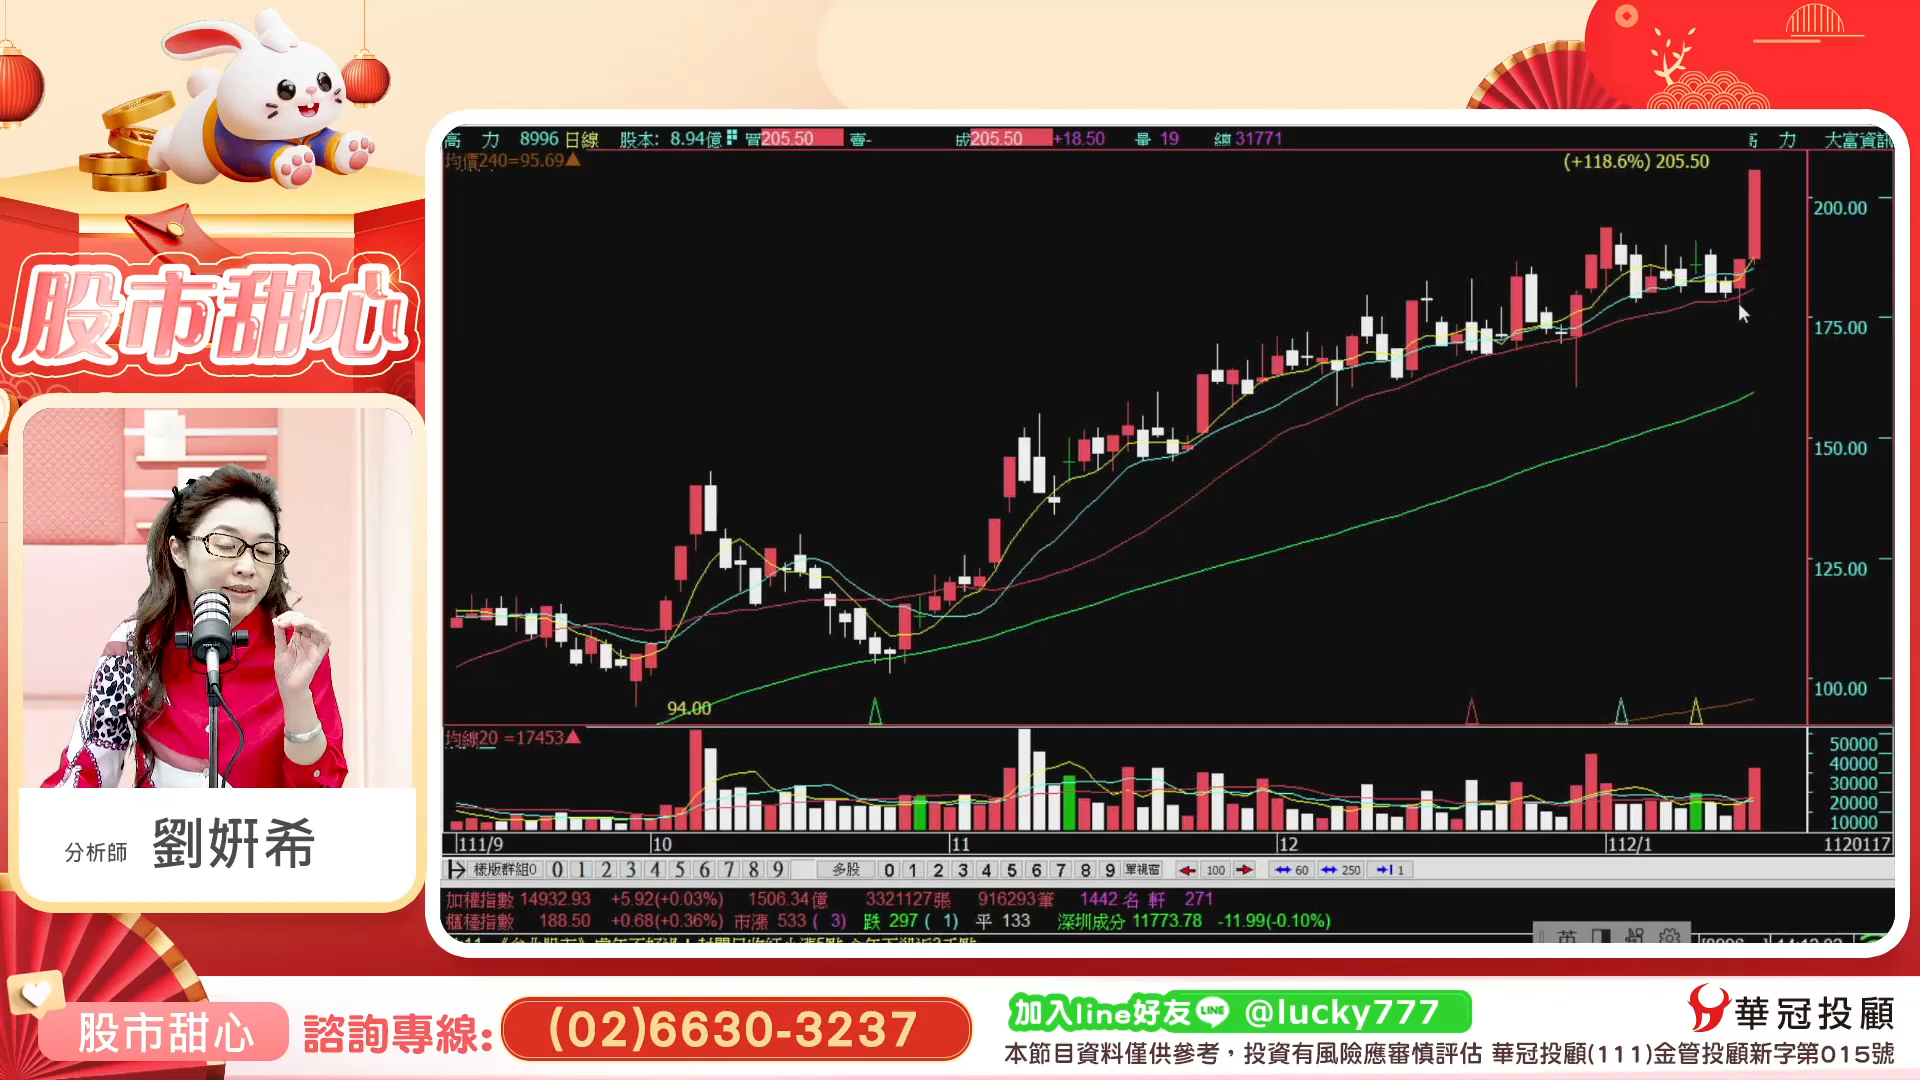 股市甜心
分析師 劉妍希
高 力 8996 日線 股本: 8.94億 買205.50 賣- 成205.50 +18.50 量 19 總 31771 高 力 大富資訊
均價240=95.69▲
(+118.6%) 205.50
200.00
175.00
150.00
125.00
100.00
94.00
均線20 =17453▲
50000
40000
30000
20000
10000
111/9 10 11 12 112/1 1120117
樣版群組0 0 1 2 3 4 5 6 7 8 9 多股 0 1 2 3 4 5 6 7 8 9 單視窗 100 60 250 1
加權指數 14932.93 +5.92(+0.03%) 1506.34億 3321127張 916293筆 1442 名 軒 271
櫃檯指數 188.50 +0.68(+0.36%) 市漲 533 ( 3) 跌 297 ( 1) 平 133 深圳成分 11773.78 -11.99(-0.10%)
英
股市甜心 諮詢專線: (02)6630-3237
加入line好友 LINE @lucky777
華冠投顧
本節目資料僅供參考，投資有風險應審慎評估 華冠投顧(111)金管投顧新字第015號